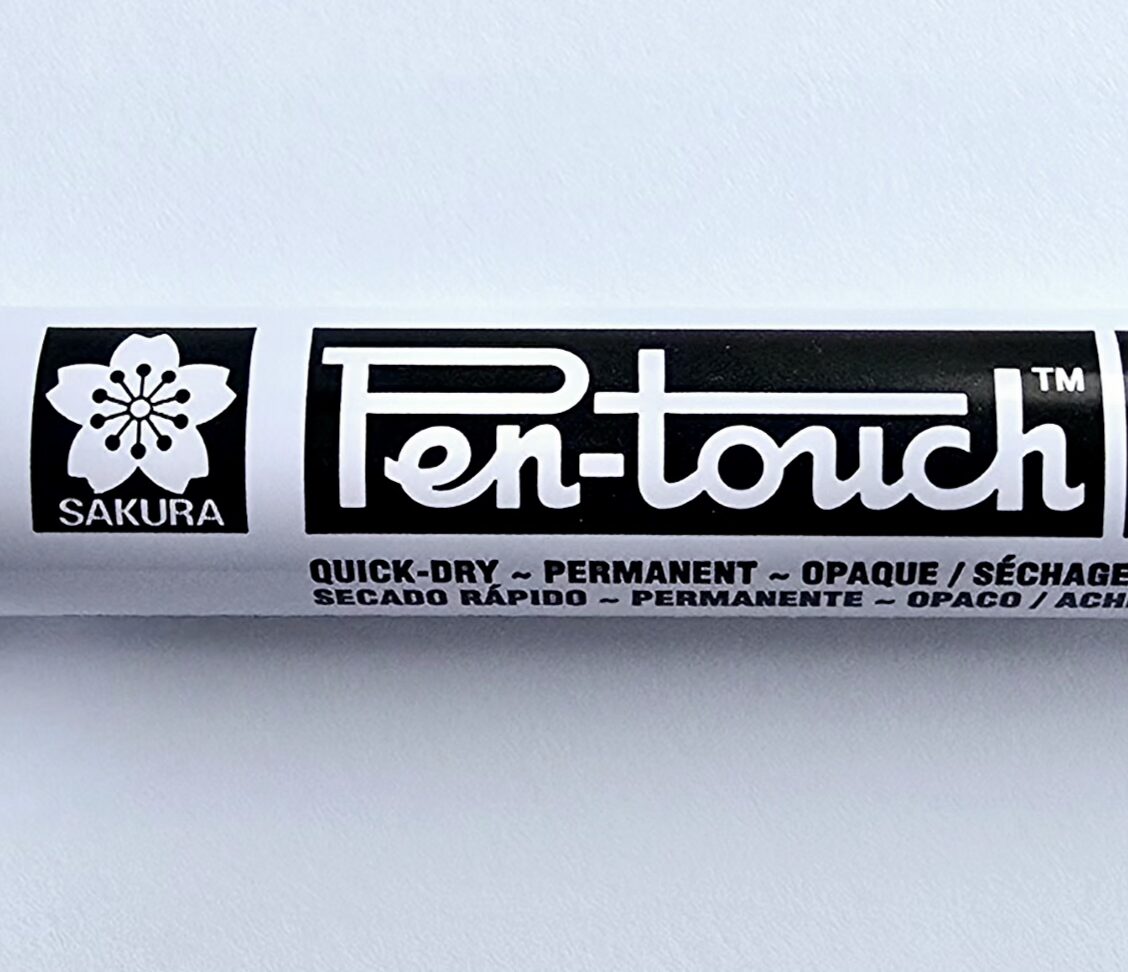 SAKURA
Pen-touch™
QUICK-DRY ~ PERMANENT ~ OPAQUE / SÉCHAGE
SECADO RÁPIDO ~ PERMANENTE ~ OPACO /